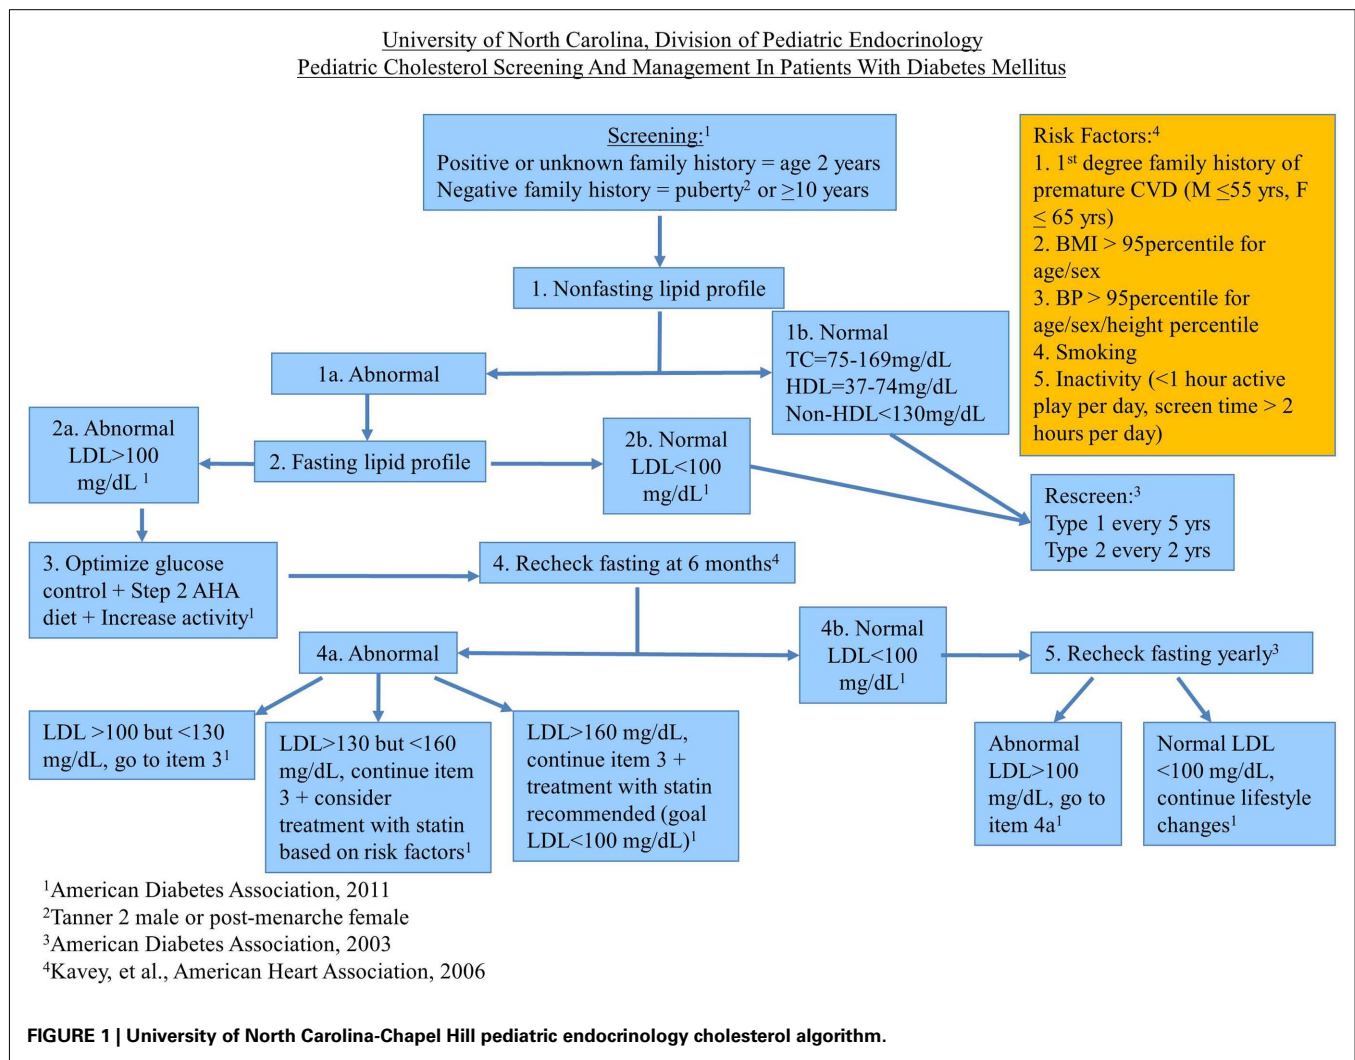 University of North Carolina, Division of Pediatric Endocrinology
Pediatric Cholesterol Screening And Management In Patients With Diabetes Mellitus
Screening:¹
Positive or unknown family history = age 2 years
Negative family history = puberty² or ≥10 years
Risk Factors:⁴
1. 1ˢᵗ degree family history of
premature CVD (M ≤55 yrs, F
≤ 65 yrs)
2. BMI > 95percentile for
age/sex
3. BP > 95percentile for
age/sex/height percentile
4. Smoking
5. Inactivity (<1 hour active
play per day, screen time > 2
hours per day)
1. Nonfasting lipid profile
1a. Abnormal
1b. Normal
TC=75-169mg/dL
HDL=37-74mg/dL
Non-HDL<130mg/dL
2a. Abnormal
LDL>100
mg/dL ¹
2. Fasting lipid profile
2b. Normal
LDL<100
mg/dL¹
Rescreen:³
Type 1 every 5 yrs
Type 2 every 2 yrs
3. Optimize glucose
control + Step 2 AHA
diet + Increase activity¹
4. Recheck fasting at 6 months⁴
4a. Abnormal
4b. Normal
LDL<100
mg/dL¹
5. Recheck fasting yearly³
LDL >100 but <130
mg/dL, go to item 3¹
LDL>130 but <160
mg/dL, continue item
3 + consider
treatment with statin
based on risk factors¹
LDL>160 mg/dL,
continue item 3 +
treatment with statin
recommended (goal
LDL<100 mg/dL)¹
Abnormal
LDL>100
mg/dL, go to
item 4a¹
Normal LDL
<100 mg/dL,
continue lifestyle
changes¹
¹American Diabetes Association, 2011
²Tanner 2 male or post-menarche female
³American Diabetes Association, 2003
⁴Kavey, et al., American Heart Association, 2006
FIGURE 1 | University of North Carolina-Chapel Hill pediatric endocrinology cholesterol algorithm.